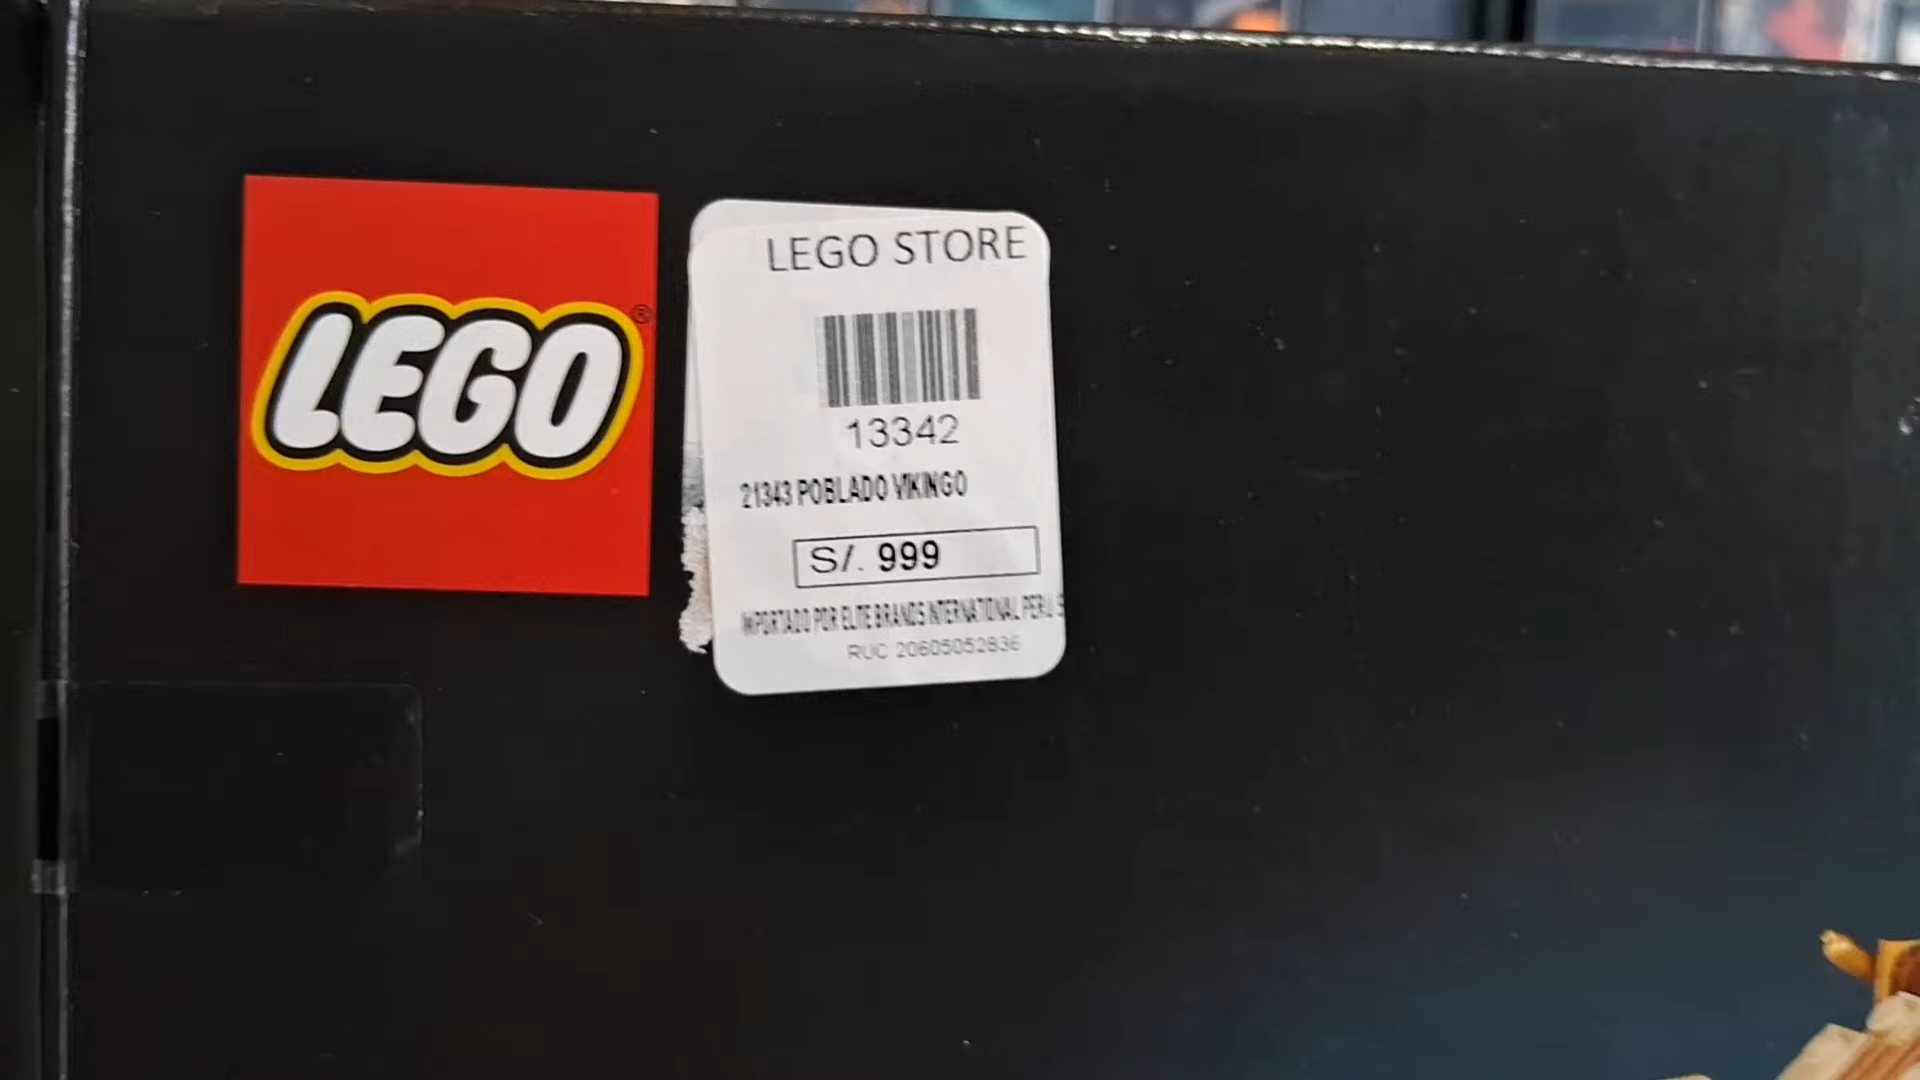 LEGO
LEGO STORE
13342
21343 POBLADO VIKINGO
S/. 999
IMPORTADO POR ELITE BRANDS INTERNATIONAL PERU S
RUC 20605052836